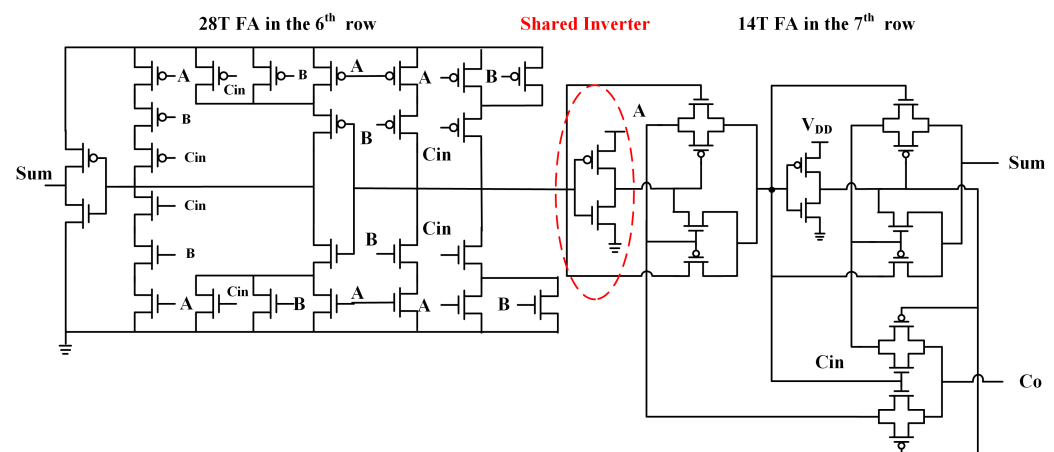 28T FA in the 6th row Shared Inverter 14T FA in the 7th row
A B A A B A
Cin
B B Cin VDD
Sum Cin Sum
Cin
B B Cin
A Cin B A A B
Cin Co